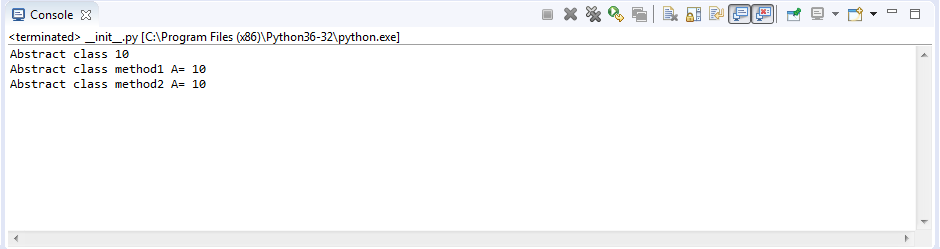 Console
<terminated> __init__.py [C:\Program Files (x86)\Python36-32\python.exe]
Abstract class 10
Abstract class method1 A= 10
Abstract class method2 A= 10